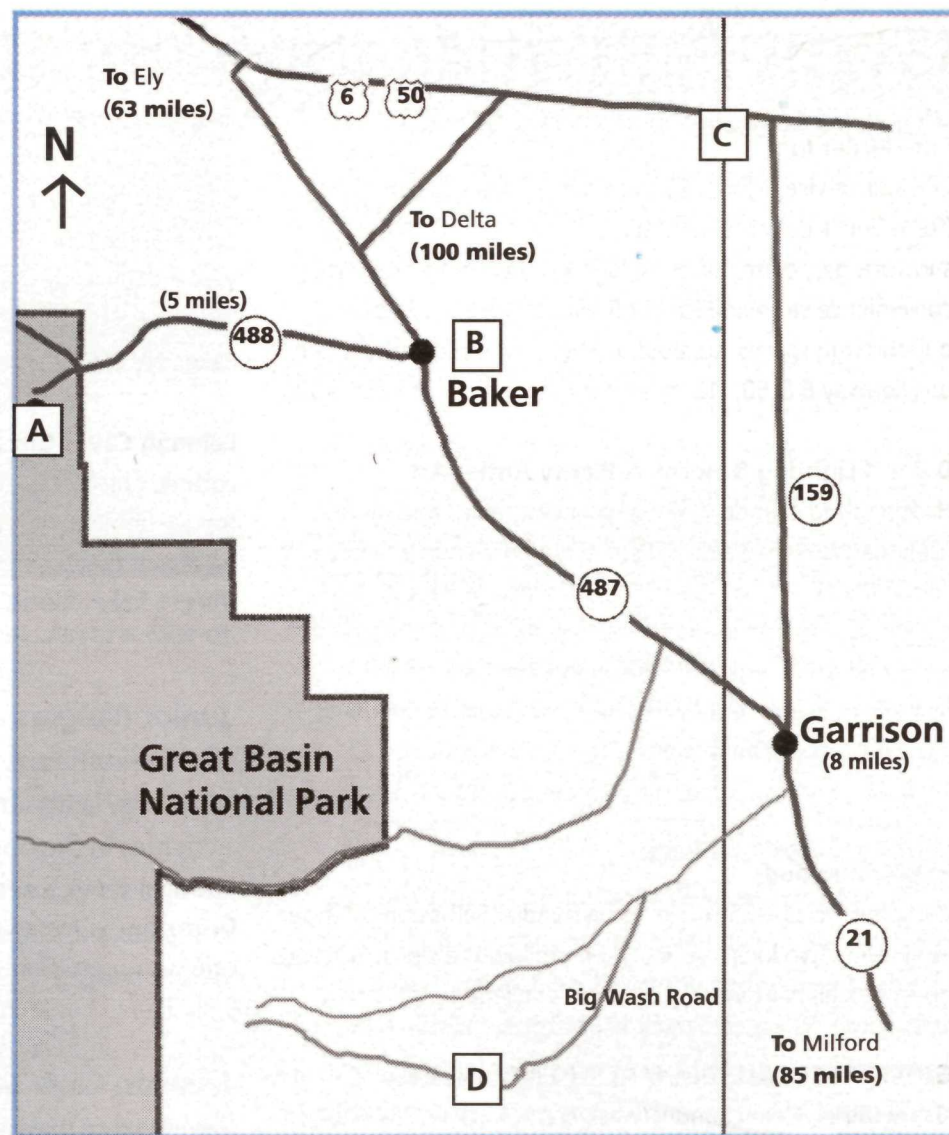 To Ely
(63 miles)
6
50
N
C
To Delta
(100 miles)
(5 miles)
488
B
Baker
A
159
487
Garrison
(8 miles)
Great Basin
National Park
21
Big Wash Road
To Milford
(85 miles)
D